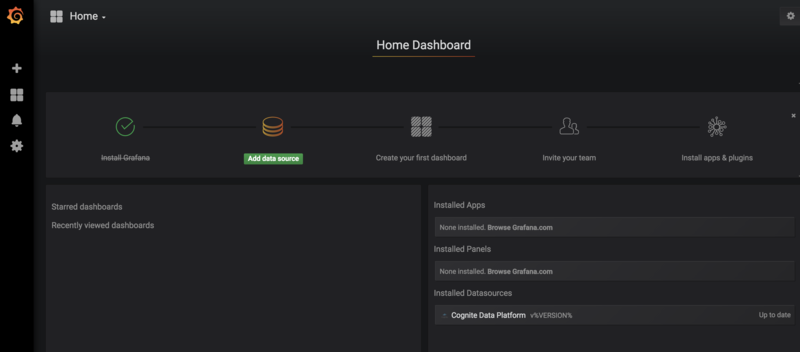 Home
Home Dashboard
Install Grafana
Add data source
Create your first dashboard
Invite your team
Install apps & plugins
Starred dashboards
Recently viewed dashboards
Installed Apps
None installed. Browse Grafana.com
Installed Panels
None installed. Browse Grafana.com
Installed Datasources
Cognite Data Platform v%VERSION% Up to date